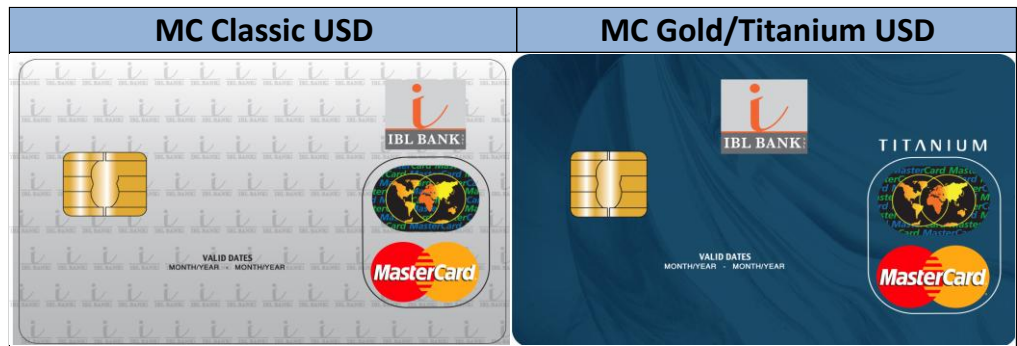 MC Classic USD
MC Gold/Titanium USD
IBL BANK
VALID DATES
MONTH/YEAR - MONTH/YEAR
MasterCard
IBL BANK
TITANIUM
VALID DATES
MONTH/YEAR - MONTH/YEAR
MasterCard